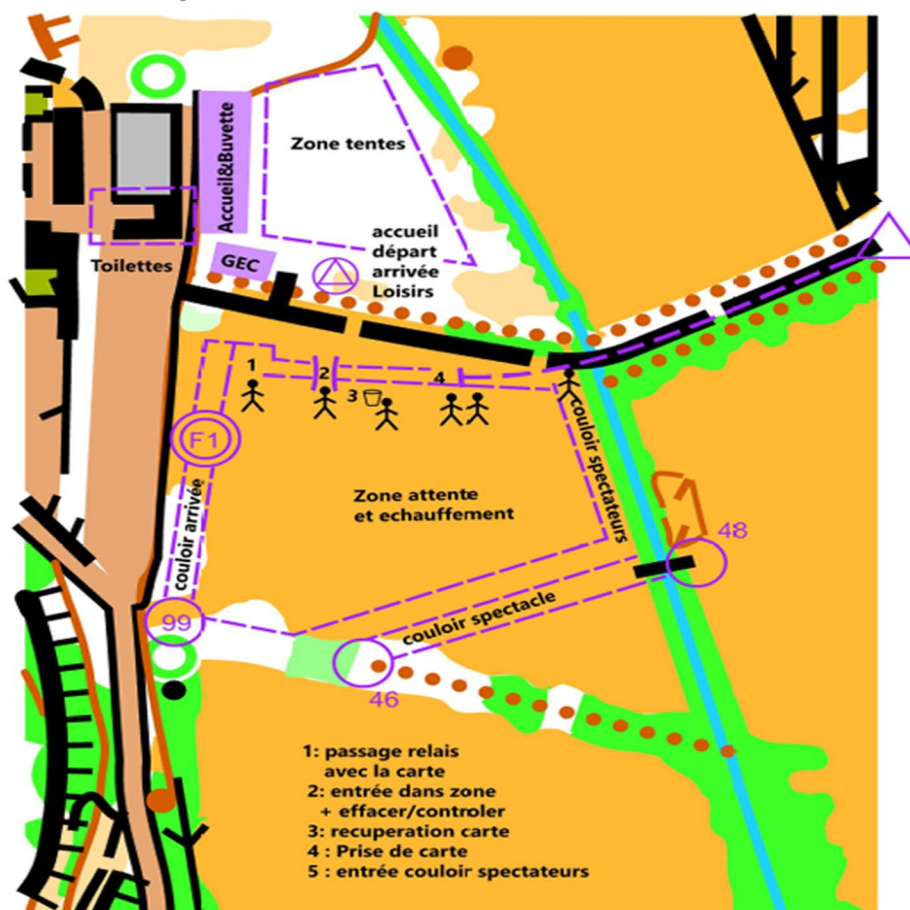 Accueil&Buvette
Zone tentes
accueil
départ
arrivée
Loisirs
Toilettes
GEC
1
2
3
4
couloir spectateurs
F1
couloir arrivée
Zone attente
et echauffement
48
99
couloir spectacle
46
1: passage relais
avec la carte
2: entrée dans zone
+ effacer/controler
3: recuperation carte
4 : Prise de carte
5 : entrée couloir spectateurs